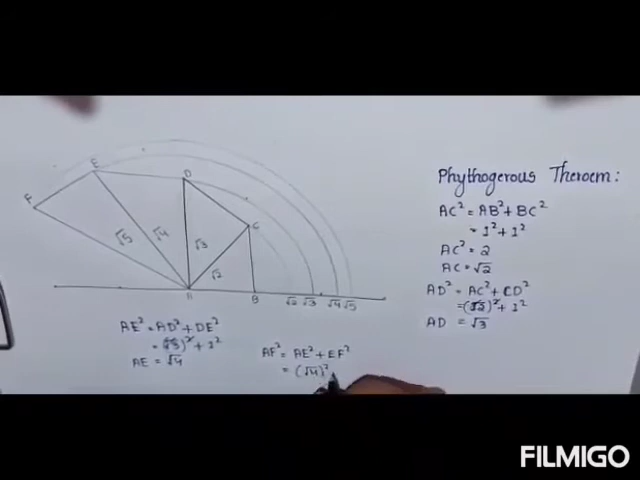 Phythogerous Theroem:
AC² = AB² + BC²
= 1² + 1²
AC² = 2
AC = √2
AD² = AC² + CD²
= (√2)² + 1²
AD = √3
F
E
D
C
√5
√4
√3
√2
A
B
√2 √3 √4 √5
AE² = AD² + DE²
= (√3)² + 1²
AE = √4
AF² = AE² + EF²
= (√4)²
FILMIGO